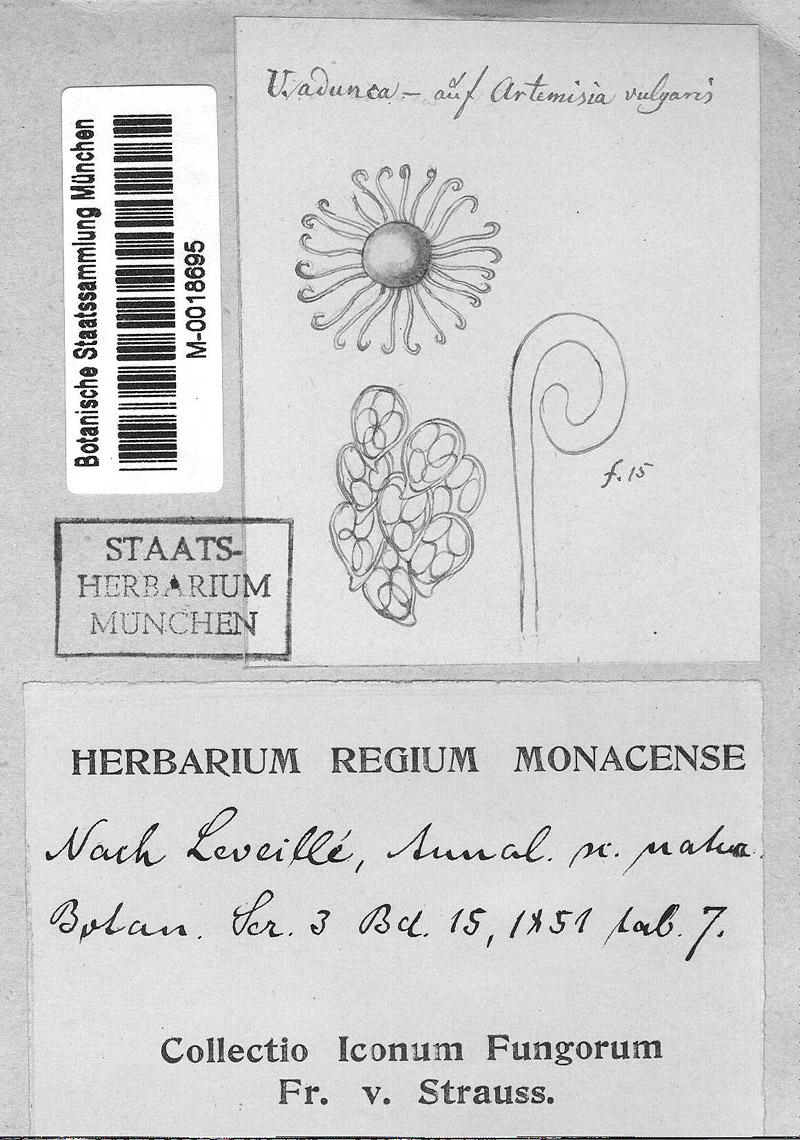 U. adunca — auf Artemisia vulgaris
Botanische Staatssammlung München
M-0018695
f. 15
STAATS-
HERBARIUM
MÜNCHEN
HERBARIUM REGIUM MONACENSE
Nach Leveillé, Annal. sc. natur.
Botan. Ser. 3 Bd. 15, 1851 tab. 7.
Collectio Iconum Fungorum
Fr. v. Strauss.